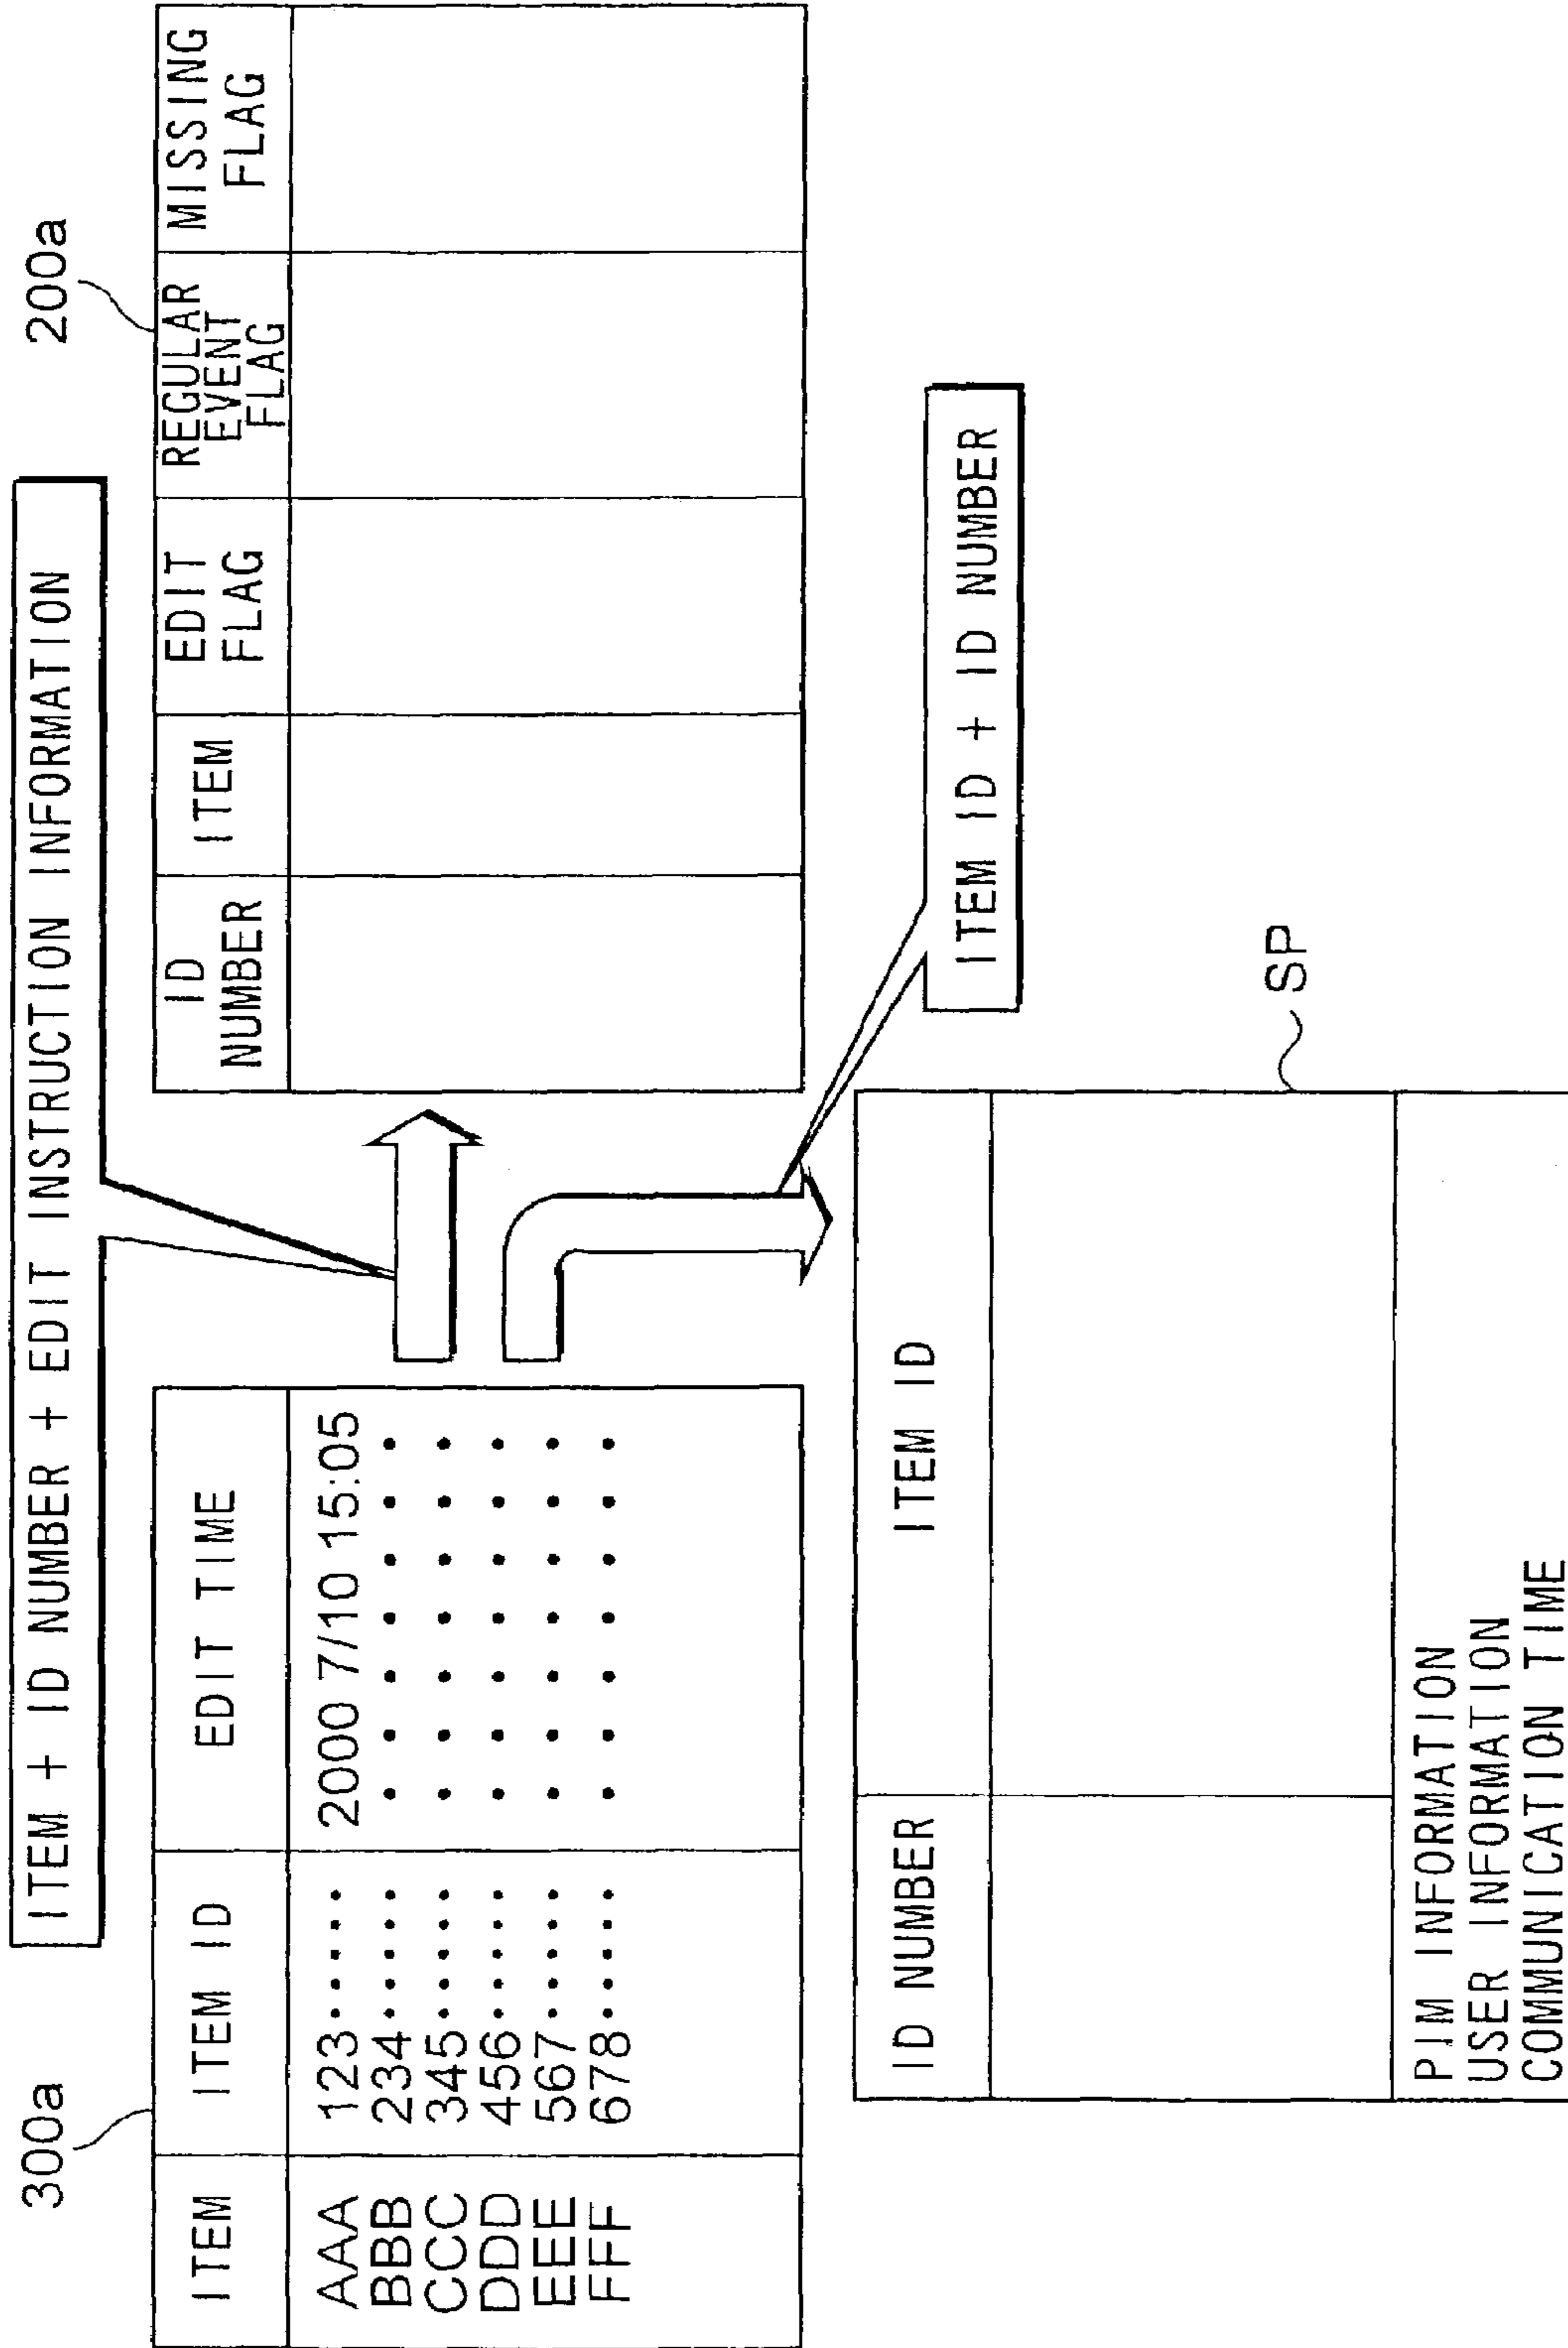 ITEM + ID NUMBER + EDIT INSTRUCTION INFORMATION
300a
200a
ITEM
ITEM ID
EDIT TIME
AAA 123••••• 2000 7/10 15:05
BBB 234••••• • • • • • • •
CCC 345••••• • • • • • • •
DDD 456••••• • • • • • • •
EEE 567••••• • • • • • • •
FFF 678••••• • • • • • • •
ID
NUMBER
ITEM
EDIT
FLAG
REGULAR
EVENT
FLAG
MISSING
FLAG
ITEM ID + ID NUMBER
SP
ID NUMBER
ITEM ID
PIM INFORMATION
USER INFORMATION
COMMUNICATION TIME